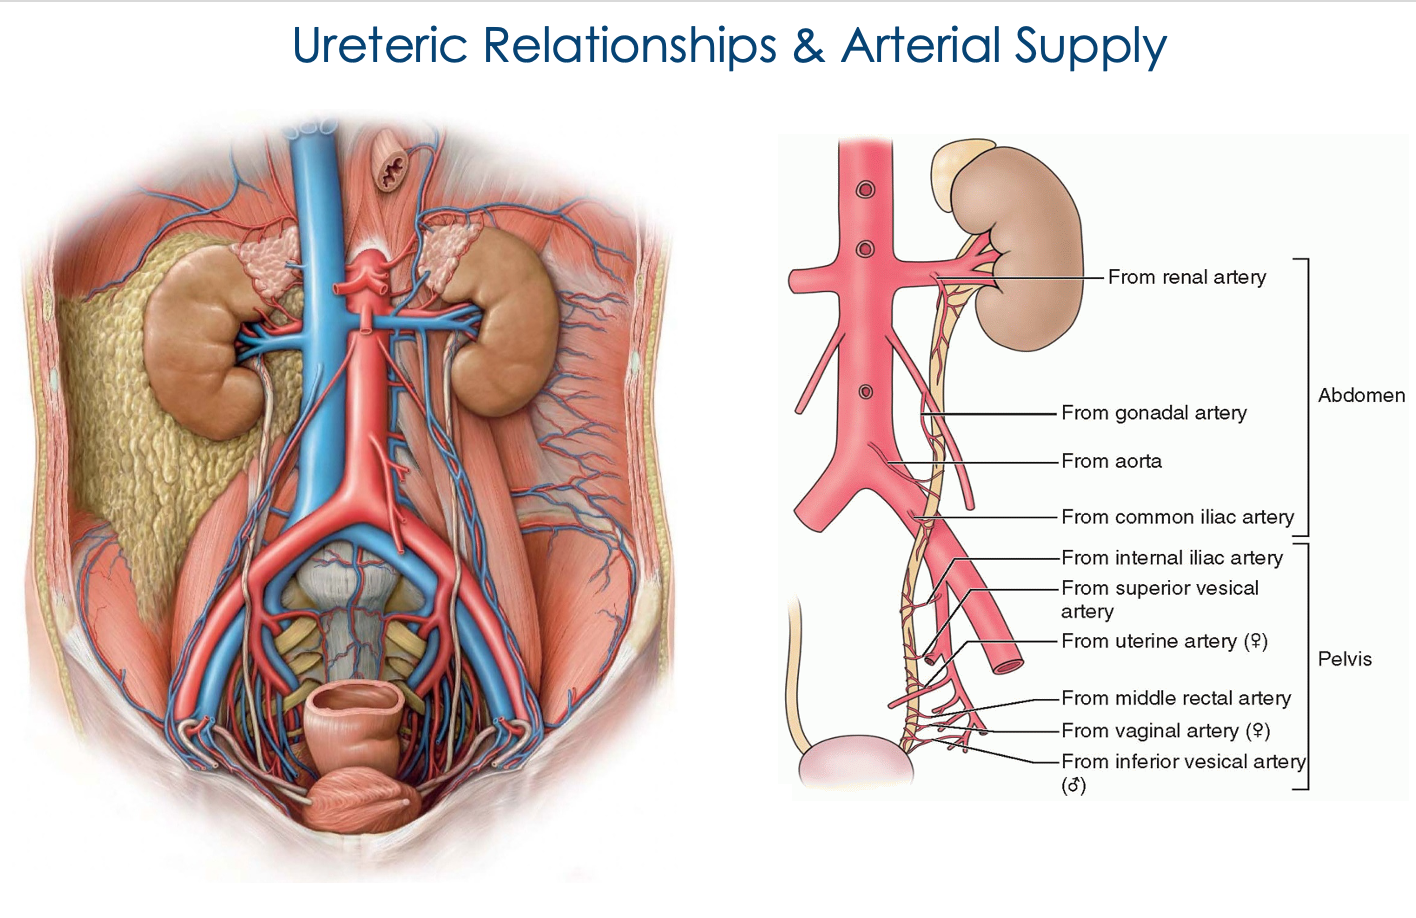 Ureteric Relationships & Arterial Supply
From renal artery
Abdomen
From gonadal artery
From aorta
From common iliac artery
From internal iliac artery
From superior vesical
artery
From uterine artery (♀)
Pelvis
From middle rectal artery
From vaginal artery (♀)
From inferior vesical artery
(♂)